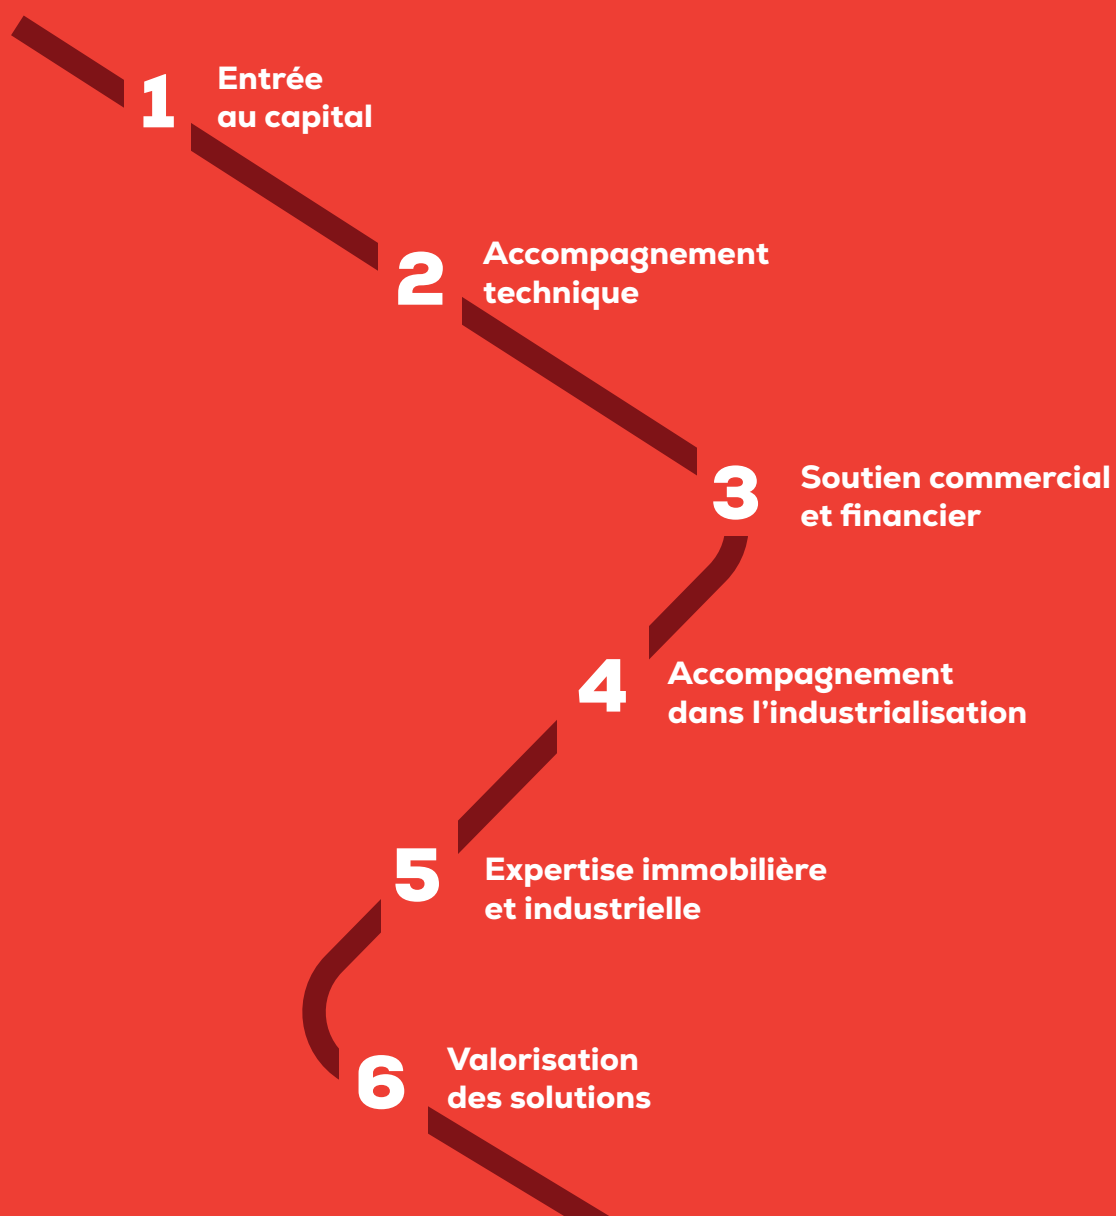 1
Entrée
au capital
2
Accompagnement
technique
3
Soutien commercial
et financier
4
Accompagnement
dans l’industrialisation
5
Expertise immobilière
et industrielle
6
Valorisation
des solutions